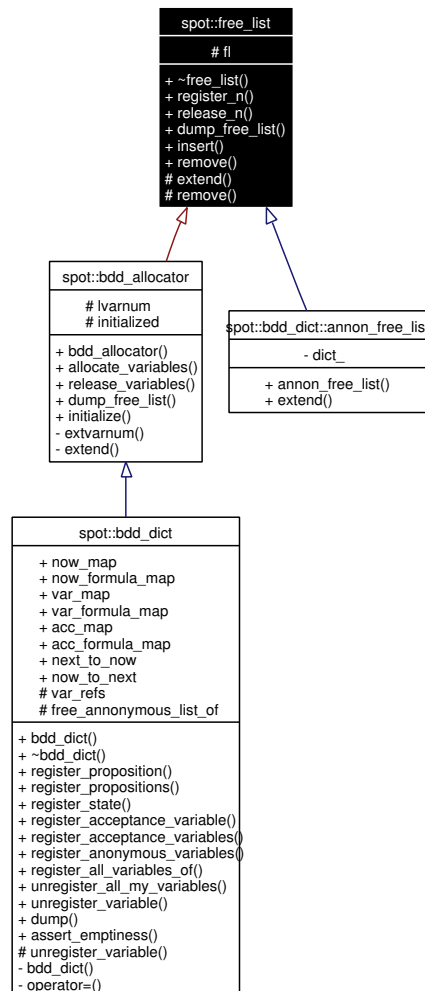 spot::free_list
# fl
+ ~free_list()
+ register_n()
+ release_n()
+ dump_free_list()
+ insert()
+ remove()
# extend()
# remove()
spot::bdd_allocator
# lvarnum
# initialized
+ bdd_allocator()
+ allocate_variables()
+ release_variables()
+ dump_free_list()
+ initialize()
- extvarnum()
- extend()
spot::bdd_dict::annon_free_list
- dict_
+ annon_free_list()
+ extend()
spot::bdd_dict
+ now_map
+ now_formula_map
+ var_map
+ var_formula_map
+ acc_map
+ acc_formula_map
+ next_to_now
+ now_to_next
# var_refs
# free_annonymous_list_of
+ bdd_dict()
+ ~bdd_dict()
+ register_proposition()
+ register_propositions()
+ register_state()
+ register_acceptance_variable()
+ register_acceptance_variables()
+ register_anonymous_variables()
+ register_all_variables_of()
+ unregister_all_my_variables()
+ unregister_variable()
+ dump()
+ assert_emptiness()
# unregister_variable()
- bdd_dict()
- operator=()